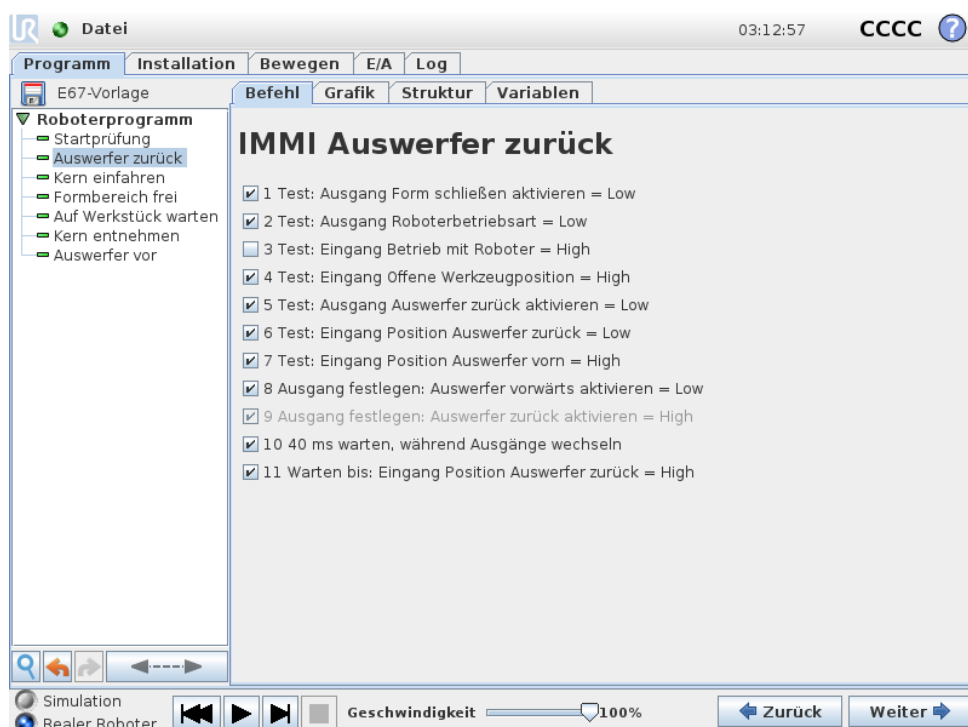 UR Datei 03:12:57 CCCC ?
Programm Installation Bewegen E/A Log
E67-Vorlage
Befehl Grafik Struktur Variablen
Roboterprogramm
Startprüfung
Auswerfer zurück
Kern einfahren
Formbereich frei
Auf Werkstück warten
Kern entnehmen
Auswerfer vor
IMMI Auswerfer zurück
1 Test: Ausgang Form schließen aktivieren = Low
2 Test: Ausgang Roboterbetriebsart = Low
3 Test: Eingang Betrieb mit Roboter = High
4 Test: Eingang Offene Werkzeugposition = High
5 Test: Ausgang Auswerfer zurück aktivieren = Low
6 Test: Eingang Position Auswerfer zurück = Low
7 Test: Eingang Position Auswerfer vorn = High
8 Ausgang festlegen: Auswerfer vorwärts aktivieren = Low
9 Ausgang festlegen: Auswerfer zurück aktivieren = High
10 40 ms warten, während Ausgänge wechseln
11 Warten bis: Eingang Position Auswerfer zurück = High
Simulation
Realer Roboter
Geschwindigkeit 100%
Zurück
Weiter